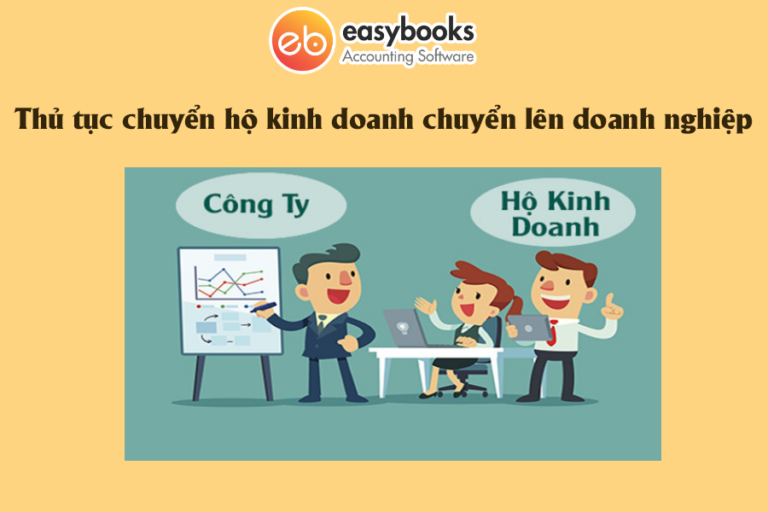 eb easybooks
Accounting Software
Thủ tục chuyển hộ kinh doanh chuyển lên doanh nghiệp
Công Ty
Hộ Kinh
Doanh